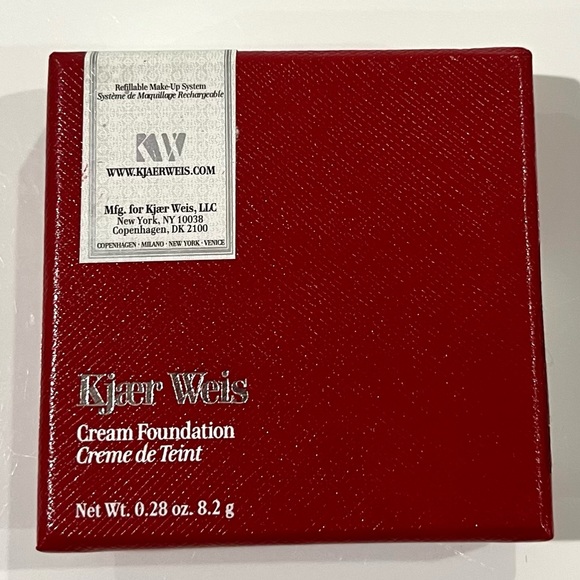 Refillable Make-Up System
Système de Maquillage Rechargeable
KW
WWW.KJAERWEIS.COM
Mfg. for Kjær Weis, LLC
New York, NY 10038
Copenhagen, DK 2100
COPENHAGEN · MILANO · NEW YORK · VENICE
Kjær Weis
Cream Foundation
Creme de Teint
Net Wt. 0.28 oz. 8.2 g